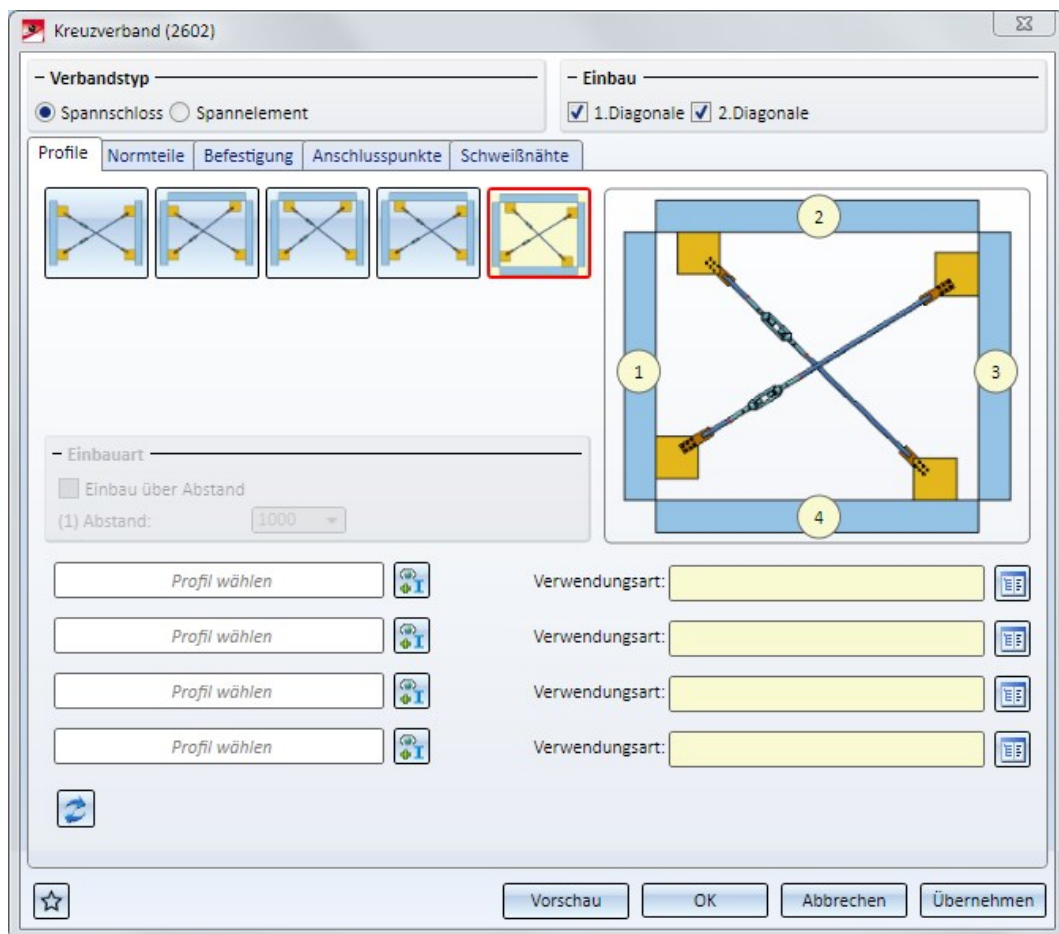 Kreuzverband (2602)
Verbandstyp
Spannschloss Spannelement
Einbau
1.Diagonale 2.Diagonale
Profile Normteile Befestigung Anschlusspunkte Schweißnähte
2
1
3
4
Einbauart
Einbau über Abstand
(1) Abstand: 1000
Profil wählen Verwendungsart:
Profil wählen Verwendungsart:
Profil wählen Verwendungsart:
Profil wählen Verwendungsart:
Vorschau OK Abbrechen Übernehmen